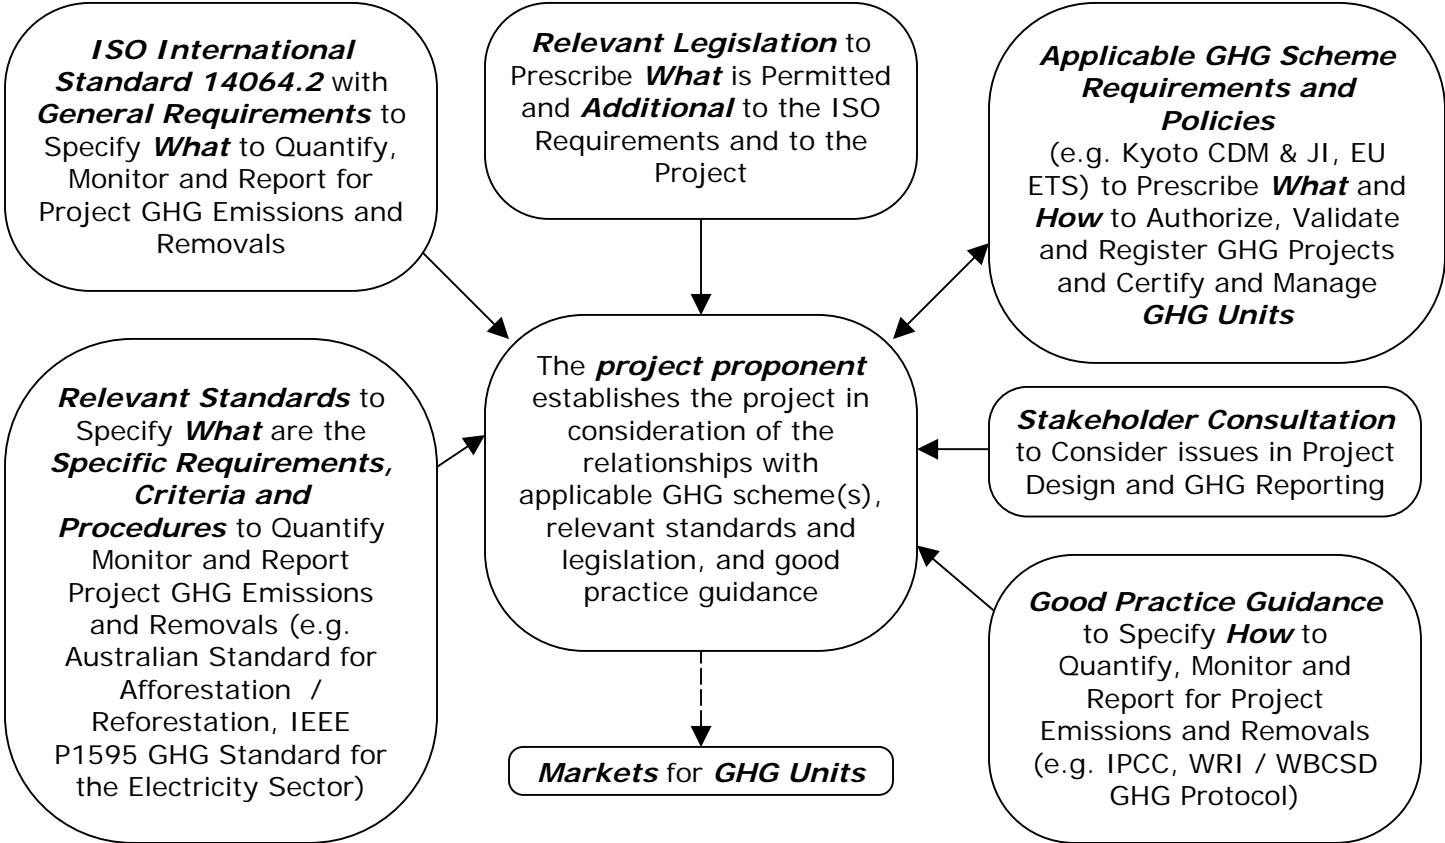 ISO International
Standard 14064.2 with
General Requirements to
Specify What to Quantify,
Monitor and Report for
Project GHG Emissions and
Removals
Relevant Legislation to
Prescribe What is Permitted
and Additional to the ISO
Requirements and to the
Project
Applicable GHG Scheme
Requirements and
Policies
(e.g. Kyoto CDM & JI, EU
ETS) to Prescribe What and
How to Authorize, Validate
and Register GHG Projects
and Certify and Manage
GHG Units
Relevant Standards to
Specify What are the
Specific Requirements,
Criteria and
Procedures to Quantify
Monitor and Report
Project GHG Emissions
and Removals (e.g.
Australian Standard for
Afforestation /
Reforestation, IEEE
P1595 GHG Standard for
the Electricity Sector)
The project proponent
establishes the project in
consideration of the
relationships with
applicable GHG scheme(s),
relevant standards and
legislation, and good
practice guidance
Stakeholder Consultation
to Consider issues in Project
Design and GHG Reporting
Good Practice Guidance
to Specify How to
Quantify, Monitor and
Report for Project
Emissions and Removals
(e.g. IPCC, WRI / WBCSD
GHG Protocol)
Markets for GHG Units